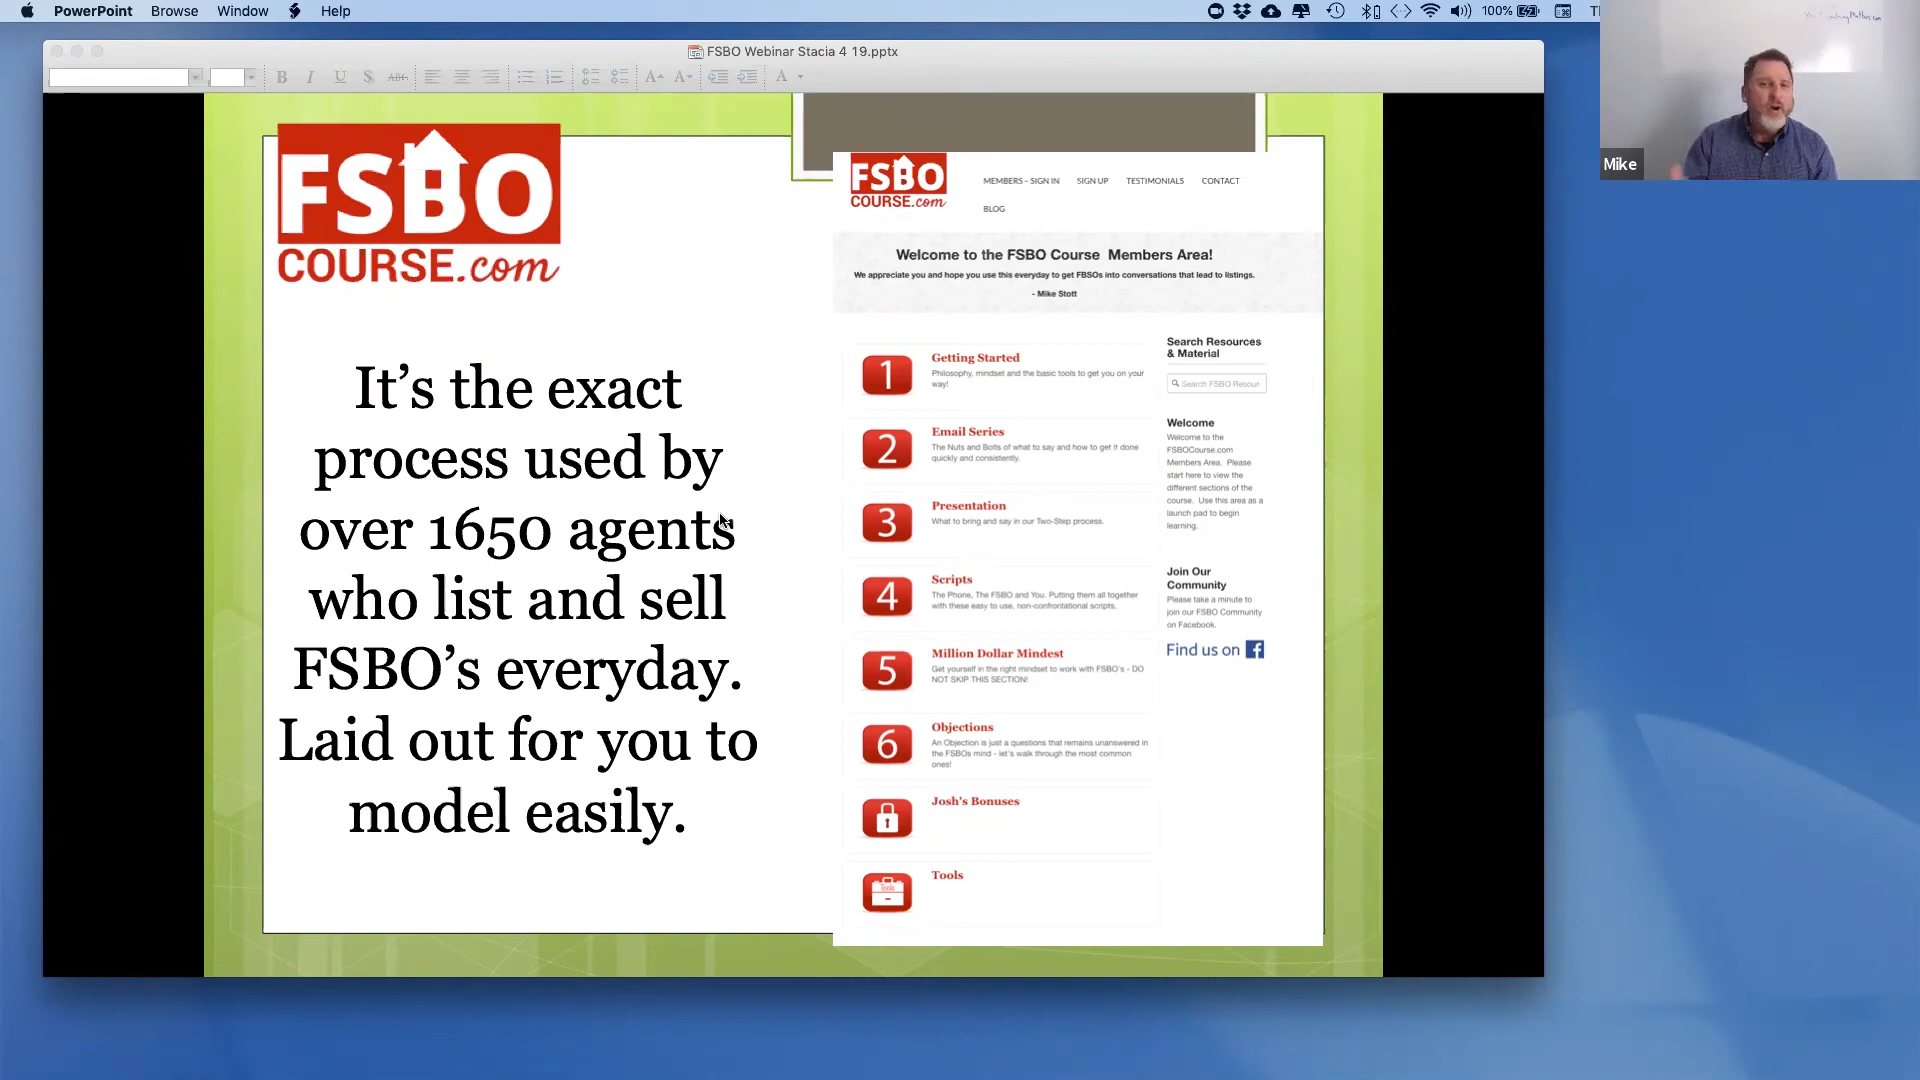 PowerPoint Browse Window Help
100%
FSBO Webinar Stacia 4 19.pptx
B I U S ABC A A A
FSBO
COURSE.com
It’s the exact
process used by
over 1650 agents
who list and sell
FSBO’s everyday.
Laid out for you to
model easily.
FSBO
COURSE.com
MEMBERS – SIGN IN SIGN UP TESTIMONIALS CONTACT
BLOG
Welcome to the FSBO Course Members Area!
We appreciate you and hope you use this everyday to get FBSOs into conversations that lead to listings.
- Mike Stott
1
Getting Started
Philosophy, mindset and the basic tools to get you on your
way!
2
Email Series
The Nuts and Bolts of what to say and how to get it done
quickly and consistently.
3
Presentation
What to bring and say in our Two-Step process.
4
Scripts
The Phone, The FSBO and You. Putting them all together
with these easy to use, non-confrontational scripts.
5
Million Dollar Mindest
Get yourself in the right mindset to work with FSBO's - DO
NOT SKIP THIS SECTION!
6
Objections
An Objection is just a questions that remains unanswered in
the FSBOs mind - let's walk through the most common
ones!
Josh's Bonuses
Tools
Tools
Search Resources
& Material
Search FSBO Resour
Welcome
Welcome to the
FSBOCourse.com
Members Area. Please
start here to view the
different sections of the
course. Use this area as a
launch pad to begin
learning.
Join Our
Community
Please take a minute to
join our FSBO Community
on Facebook.
Find us on f
Mike